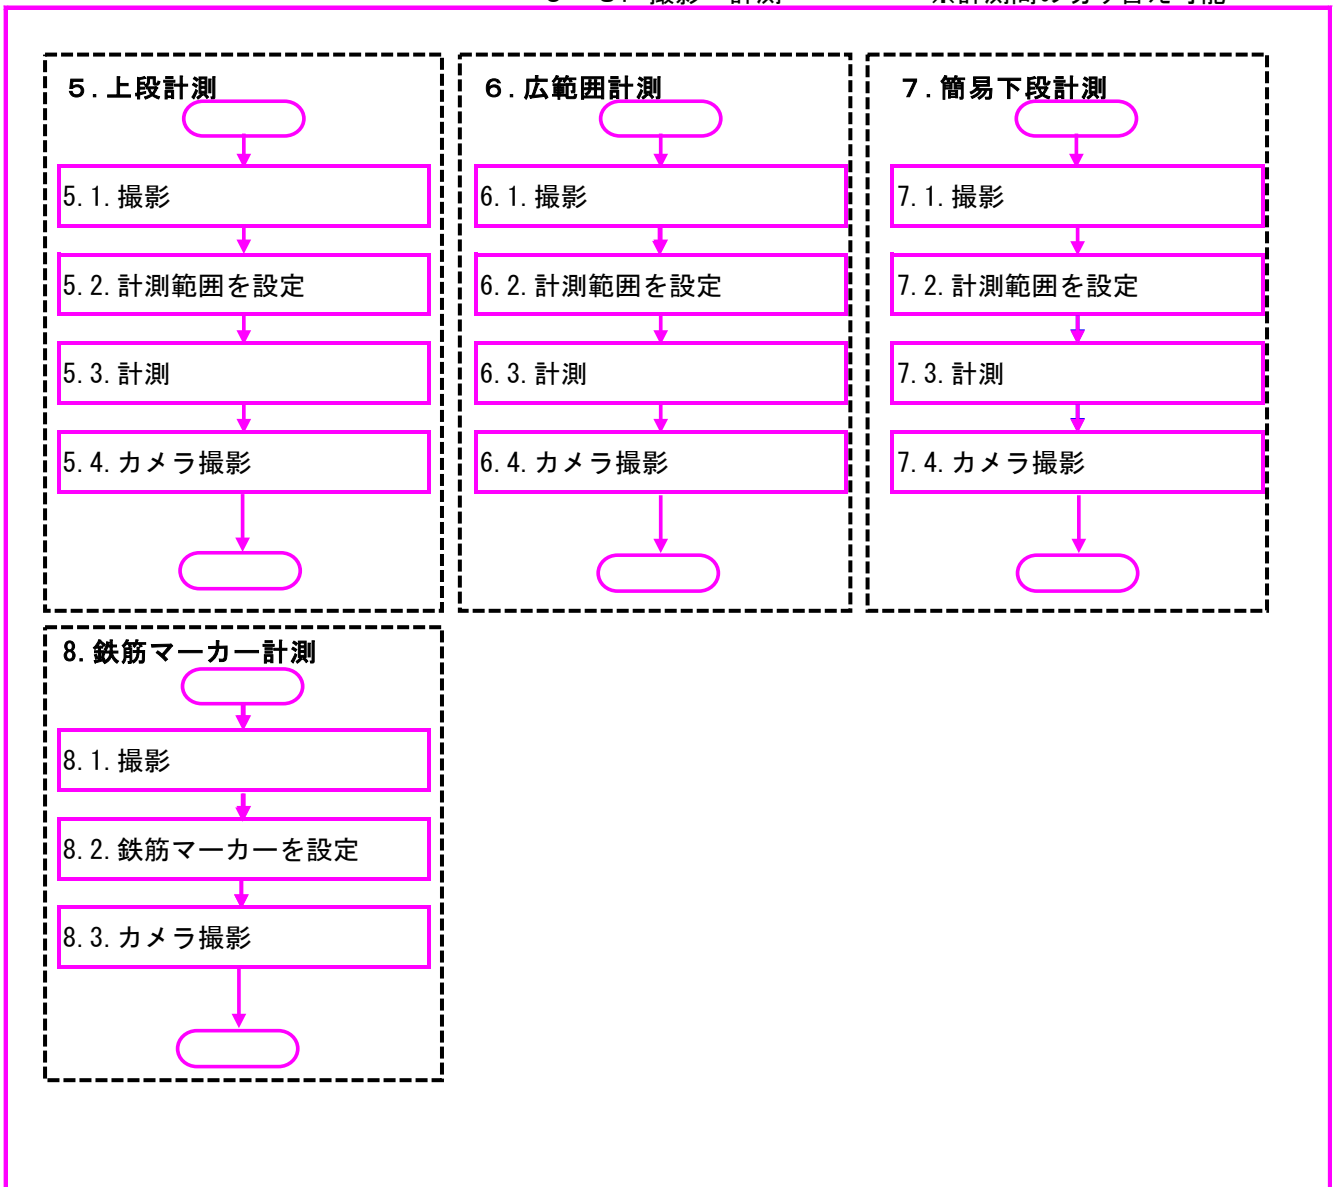 ５.上段計測
5.1.撮影
5.2.計測範囲を設定
5.3.計測
5.4.カメラ撮影
６.広範囲計測
6.1.撮影
6.2.計測範囲を設定
6.3.計測
6.4.カメラ撮影
７.簡易下段計測
7.1.撮影
7.2.計測範囲を設定
7.3.計測
7.4.カメラ撮影
8.鉄筋マーカー計測
8.1.撮影
8.2.鉄筋マーカーを設定
8.3.カメラ撮影